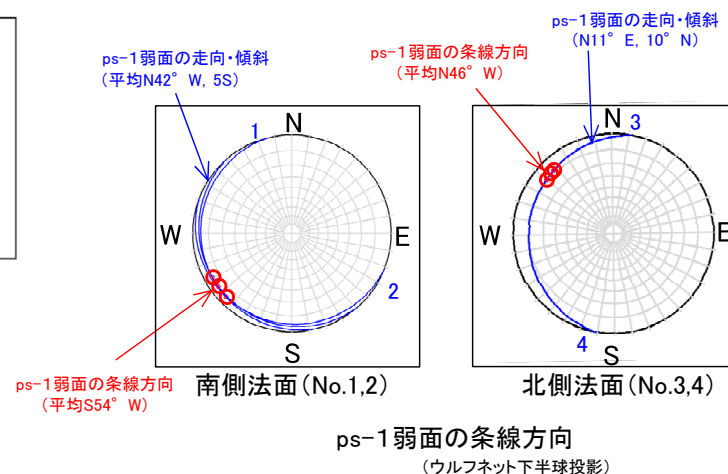 ps-1弱面の走向・傾斜
(平均N42°W, 5S)
ps-1弱面の条線方向
(平均N46°W)
ps-1弱面の走向・傾斜
(N11°E, 10°N)
1
N
W
E
2
S
N
3
W
E
4
S
ps-1弱面の条線方向
(平均S54°W)
南側法面(No.1,2)
北側法面(No.3,4)
ps-1弱面の条線方向
(ウルフネット下半球投影)